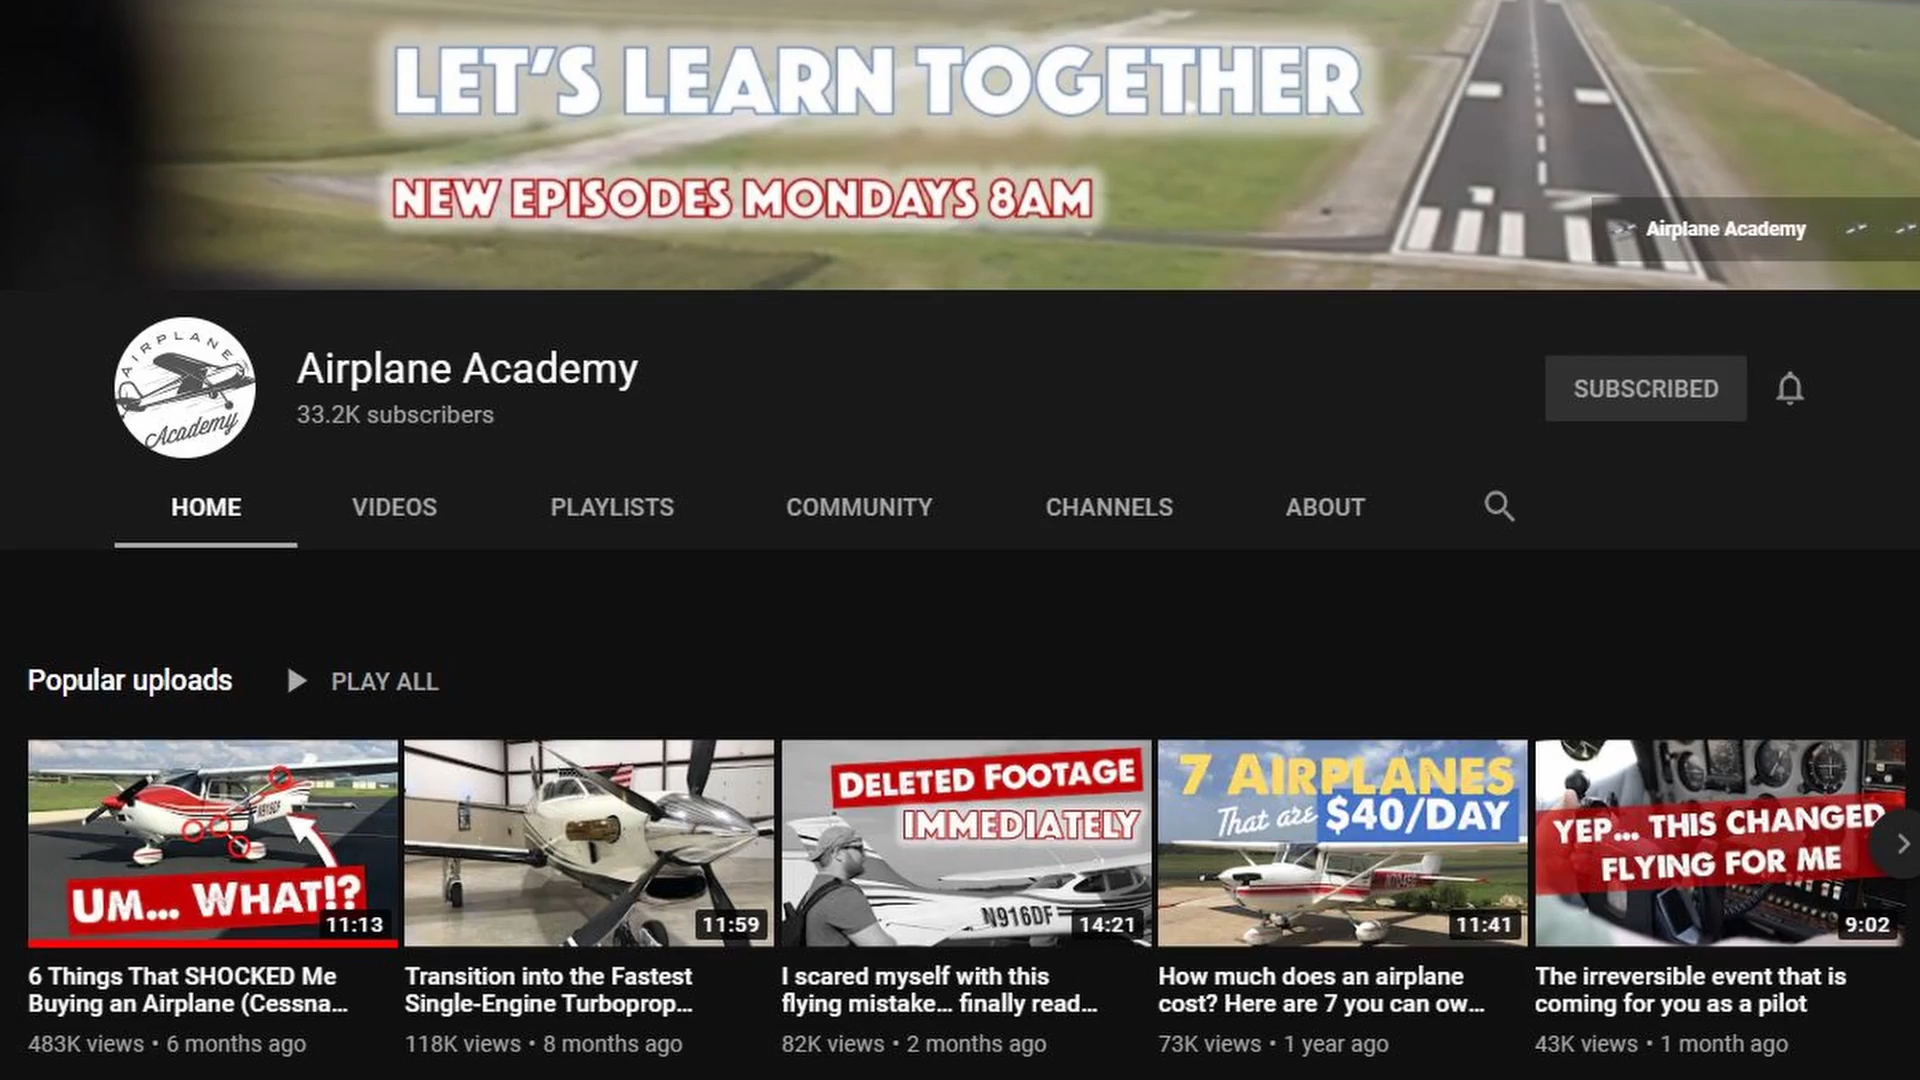 LET'S LEARN TOGETHER
NEW EPISODES MONDAYS 8AM
Airplane Academy
AIRPLANE
Academy
Airplane Academy
33.2K subscribers
SUBSCRIBED
HOME
VIDEOS
PLAYLISTS
COMMUNITY
CHANNELS
ABOUT
Popular uploads
PLAY ALL
N916DF
UM... WHAT!?
11:13
6 Things That SHOCKED Me
Buying an Airplane (Cessna...
483K views • 6 months ago
11:59
Transition into the Fastest
Single-Engine Turboprop...
118K views • 8 months ago
DELETED FOOTAGE
IMMEDIATELY
N916DF
14:21
I scared myself with this
flying mistake... finally read...
82K views • 2 months ago
7 AIRPLANES
That are $40/DAY
11:41
How much does an airplane
cost? Here are 7 you can ow...
73K views • 1 year ago
YEP... THIS CHANGED
FLYING FOR ME
9:02
The irreversible event that is
coming for you as a pilot
43K views • 1 month ago